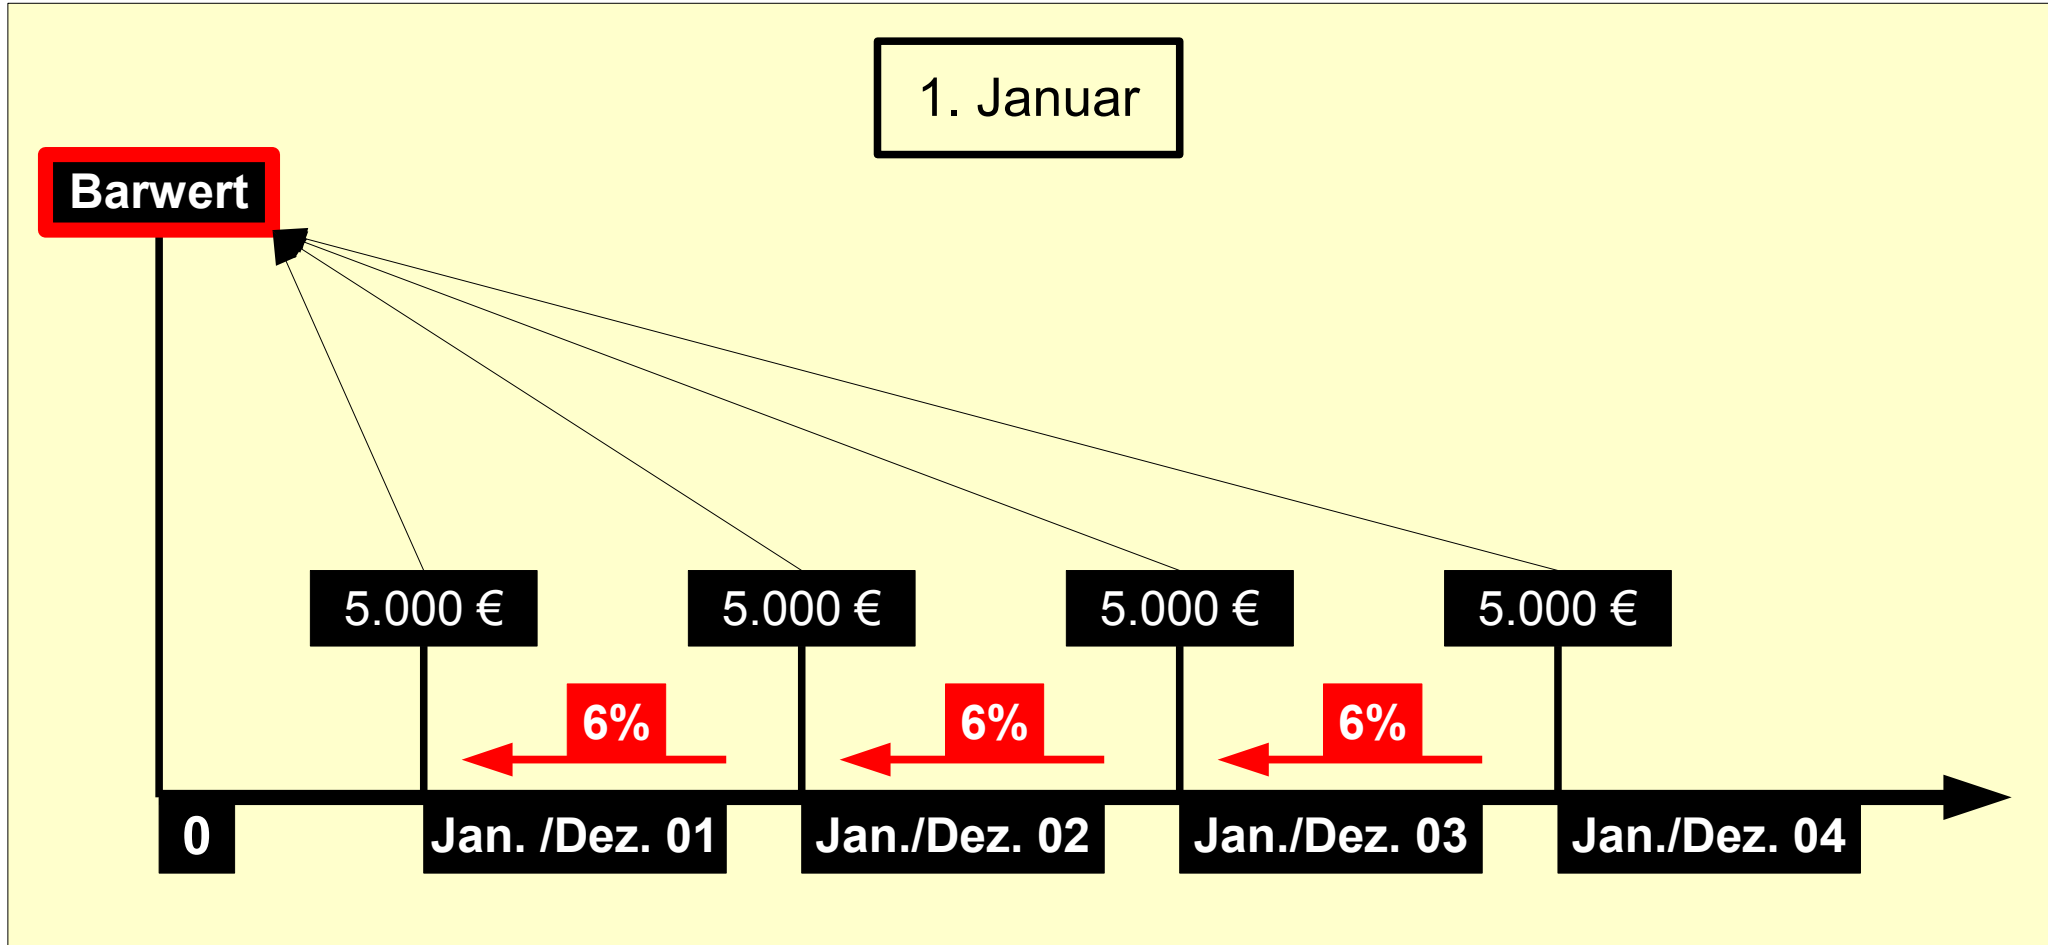 1. Januar
Barwert
5.000 €
5.000 €
5.000 €
5.000 €
6%
6%
6%
0
Jan. /Dez. 01
Jan./Dez. 02
Jan./Dez. 03
Jan./Dez. 04